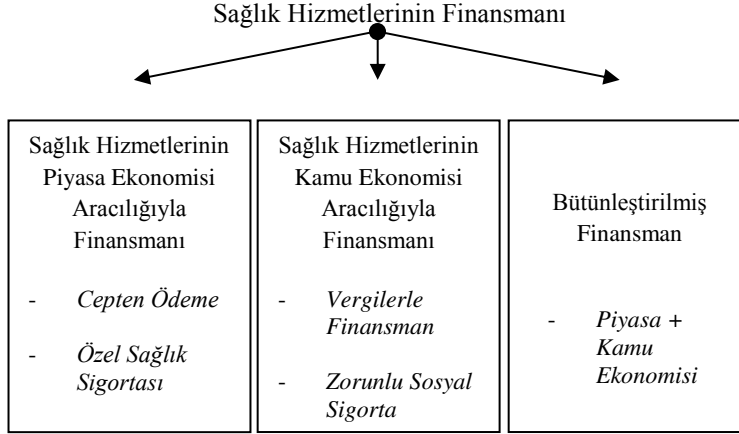 Sağlık Hizmetlerinin Finansmanı
Sağlık Hizmetlerinin
Piyasa Ekonomisi
Aracılığıyla
Finansmanı
- Cepten Ödeme
- Özel Sağlık
Sigortası
Sağlık Hizmetlerinin
Kamu Ekonomisi
Aracılığıyla
Finansmanı
- Vergilerle
Finansman
- Zorunlu Sosyal
Sigorta
Bütünleştirilmiş
Finansman
- Piyasa +
Kamu
Ekonomisi